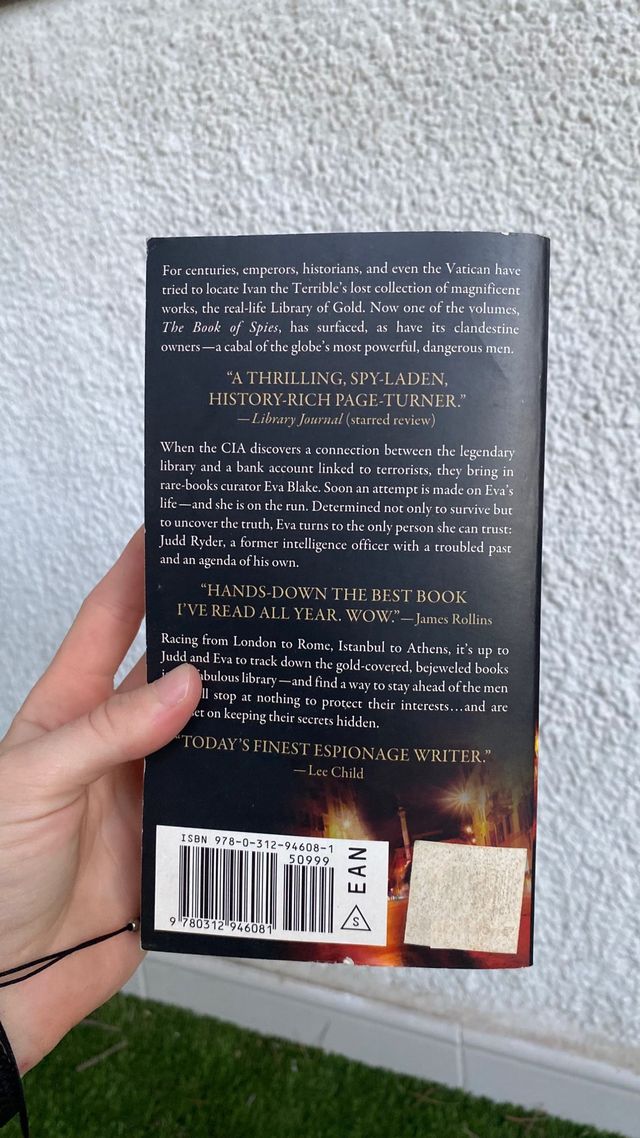 For centuries, emperors, historians, and even the Vatican have
tried to locate Ivan the Terrible's lost collection of magnificent
works, the real-life Library of Gold. Now one of the volumes,
The Book of Spies, has surfaced, as have its clandestine
owners—a cabal of the globe's most powerful, dangerous men.
"A THRILLING, SPY-LADEN,
HISTORY-RICH PAGE-TURNER."
—Library Journal (starred review)
When the CIA discovers a connection between the legendary
library and a bank account linked to terrorists, they bring in
rare-books curator Eva Blake. Soon an attempt is made on Eva's
life—and she is on the run. Determined not only to survive but
to uncover the truth, Eva turns to the only person she can trust:
Judd Ryder, a former intelligence officer with a troubled past
and an agenda of his own.
"HANDS-DOWN THE BEST BOOK
I'VE READ ALL YEAR. WOW."—James Rollins
Racing from London to Rome, Istanbul to Athens, it's up to
Judd and Eva to track down the gold-covered, bejeweled books
fabulous library—and find a way to stay ahead of the men
stop at nothing to protect their interests...and are
on keeping their secrets hidden.
"TODAY'S FINEST ESPIONAGE WRITER."
—Lee Child
ISBN 978-0-312-94608-1
50999
EAN
S
9 780312 946081